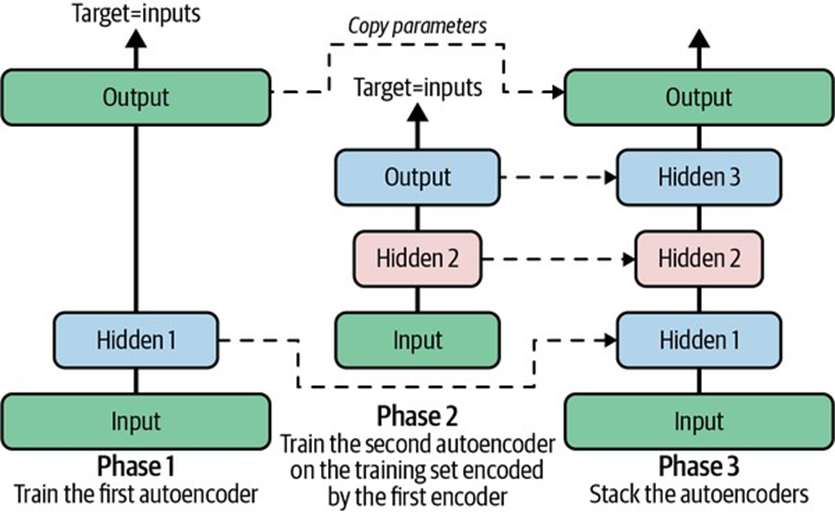 Target=inputs
Output
Hidden 1
Input
Phase 1
Train the first autoencoder
Copy parameters
Target=inputs
Output
Hidden 2
Input
Phase 2
Train the second autoencoder
on the training set encoded
by the first encoder
Output
Hidden 3
Hidden 2
Hidden 1
Input
Phase 3
Stack the autoencoders